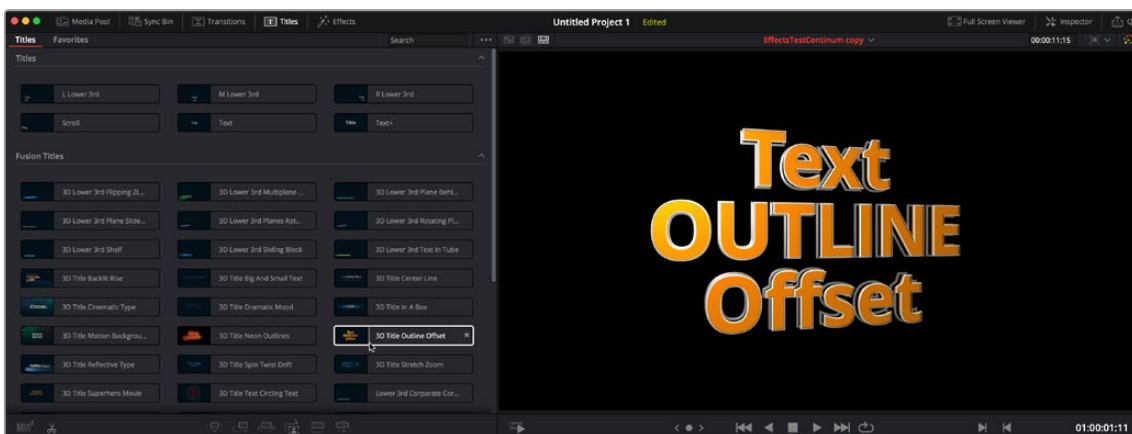 Media Pool Sync Bin Transitions Titles Effects Untitled Project 1 Edited Full Screen Viewer Inspector
Titles Favorites Search EffectsTestContinum copy 00:00:11:15
Titles
L Lower 3rd M Lower 3rd R Lower 3rd
Scroll Text Title Text+
Fusion Titles
3D Lower 3rd Flipping 2L... 3D Lower 3rd Multiplane ... 3D Lower 3rd Plane Behi...
3D Lower 3rd Plane Slide... 3D Lower 3rd Planes Rot... 3D Lower 3rd Rotating Pl...
3D Lower 3rd Shelf 3D Lower 3rd Sliding Block 3D Lower 3rd Text In Tube
3D Title Backlit Rise 3D Title Big And Small Text 3D Title Center Line
3D Title Cinematic Type 3D Title Dramatic Mood 3D Title In A Box
3D Title Motion Backgrou... 3D Title Neon Outlines 3D Title Outline Offset
3D Title Reflective Type 3D Title Spin Twist Drift 3D Title Stretch Zoom
3D Title Superhero Movie 3D Title Text Circling Text Lower 3rd Corporate Cor...
Text
OUTLINE
Offset
01:00:01:11